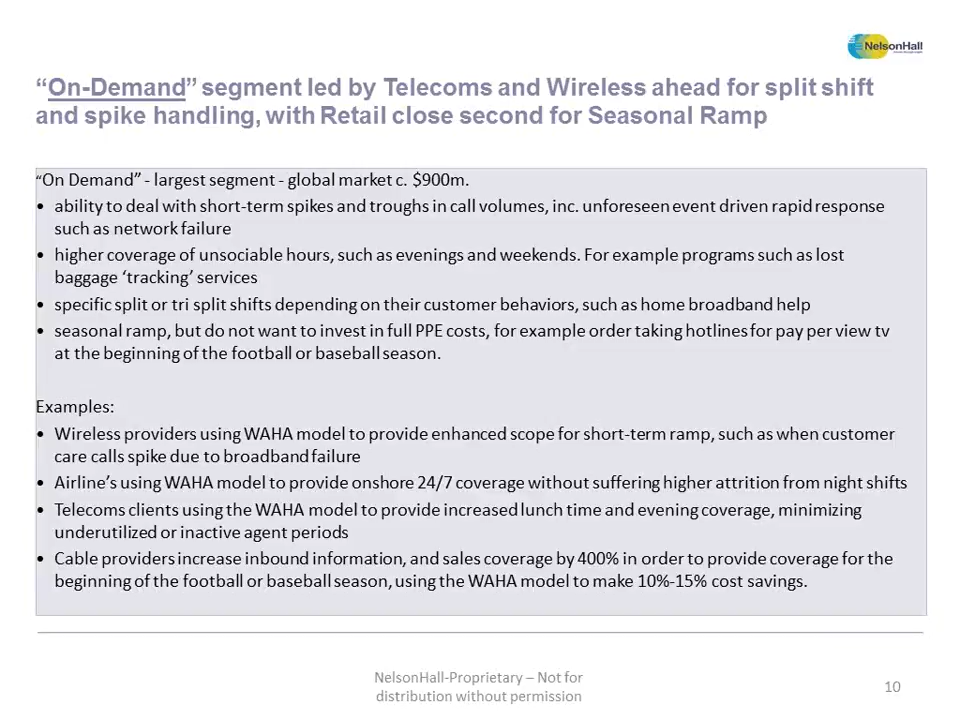 NelsonHall
“On-Demand” segment led by Telecoms and Wireless ahead for split shift
and spike handling, with Retail close second for Seasonal Ramp
“On Demand” - largest segment - global market c. $900m.
• ability to deal with short-term spikes and troughs in call volumes, inc. unforeseen event driven rapid response
such as network failure
• higher coverage of unsociable hours, such as evenings and weekends. For example programs such as lost
baggage ‘tracking’ services
• specific split or tri split shifts depending on their customer behaviors, such as home broadband help
• seasonal ramp, but do not want to invest in full PPE costs, for example order taking hotlines for pay per view tv
at the beginning of the football or baseball season.
Examples:
• Wireless providers using WAHA model to provide enhanced scope for short-term ramp, such as when customer
care calls spike due to broadband failure
• Airline’s using WAHA model to provide onshore 24/7 coverage without suffering higher attrition from night shifts
• Telecoms clients using the WAHA model to provide increased lunch time and evening coverage, minimizing
underutilized or inactive agent periods
• Cable providers increase inbound information, and sales coverage by 400% in order to provide coverage for the
beginning of the football or baseball season, using the WAHA model to make 10%-15% cost savings.
NelsonHall-Proprietary – Not for
distribution without permission
10